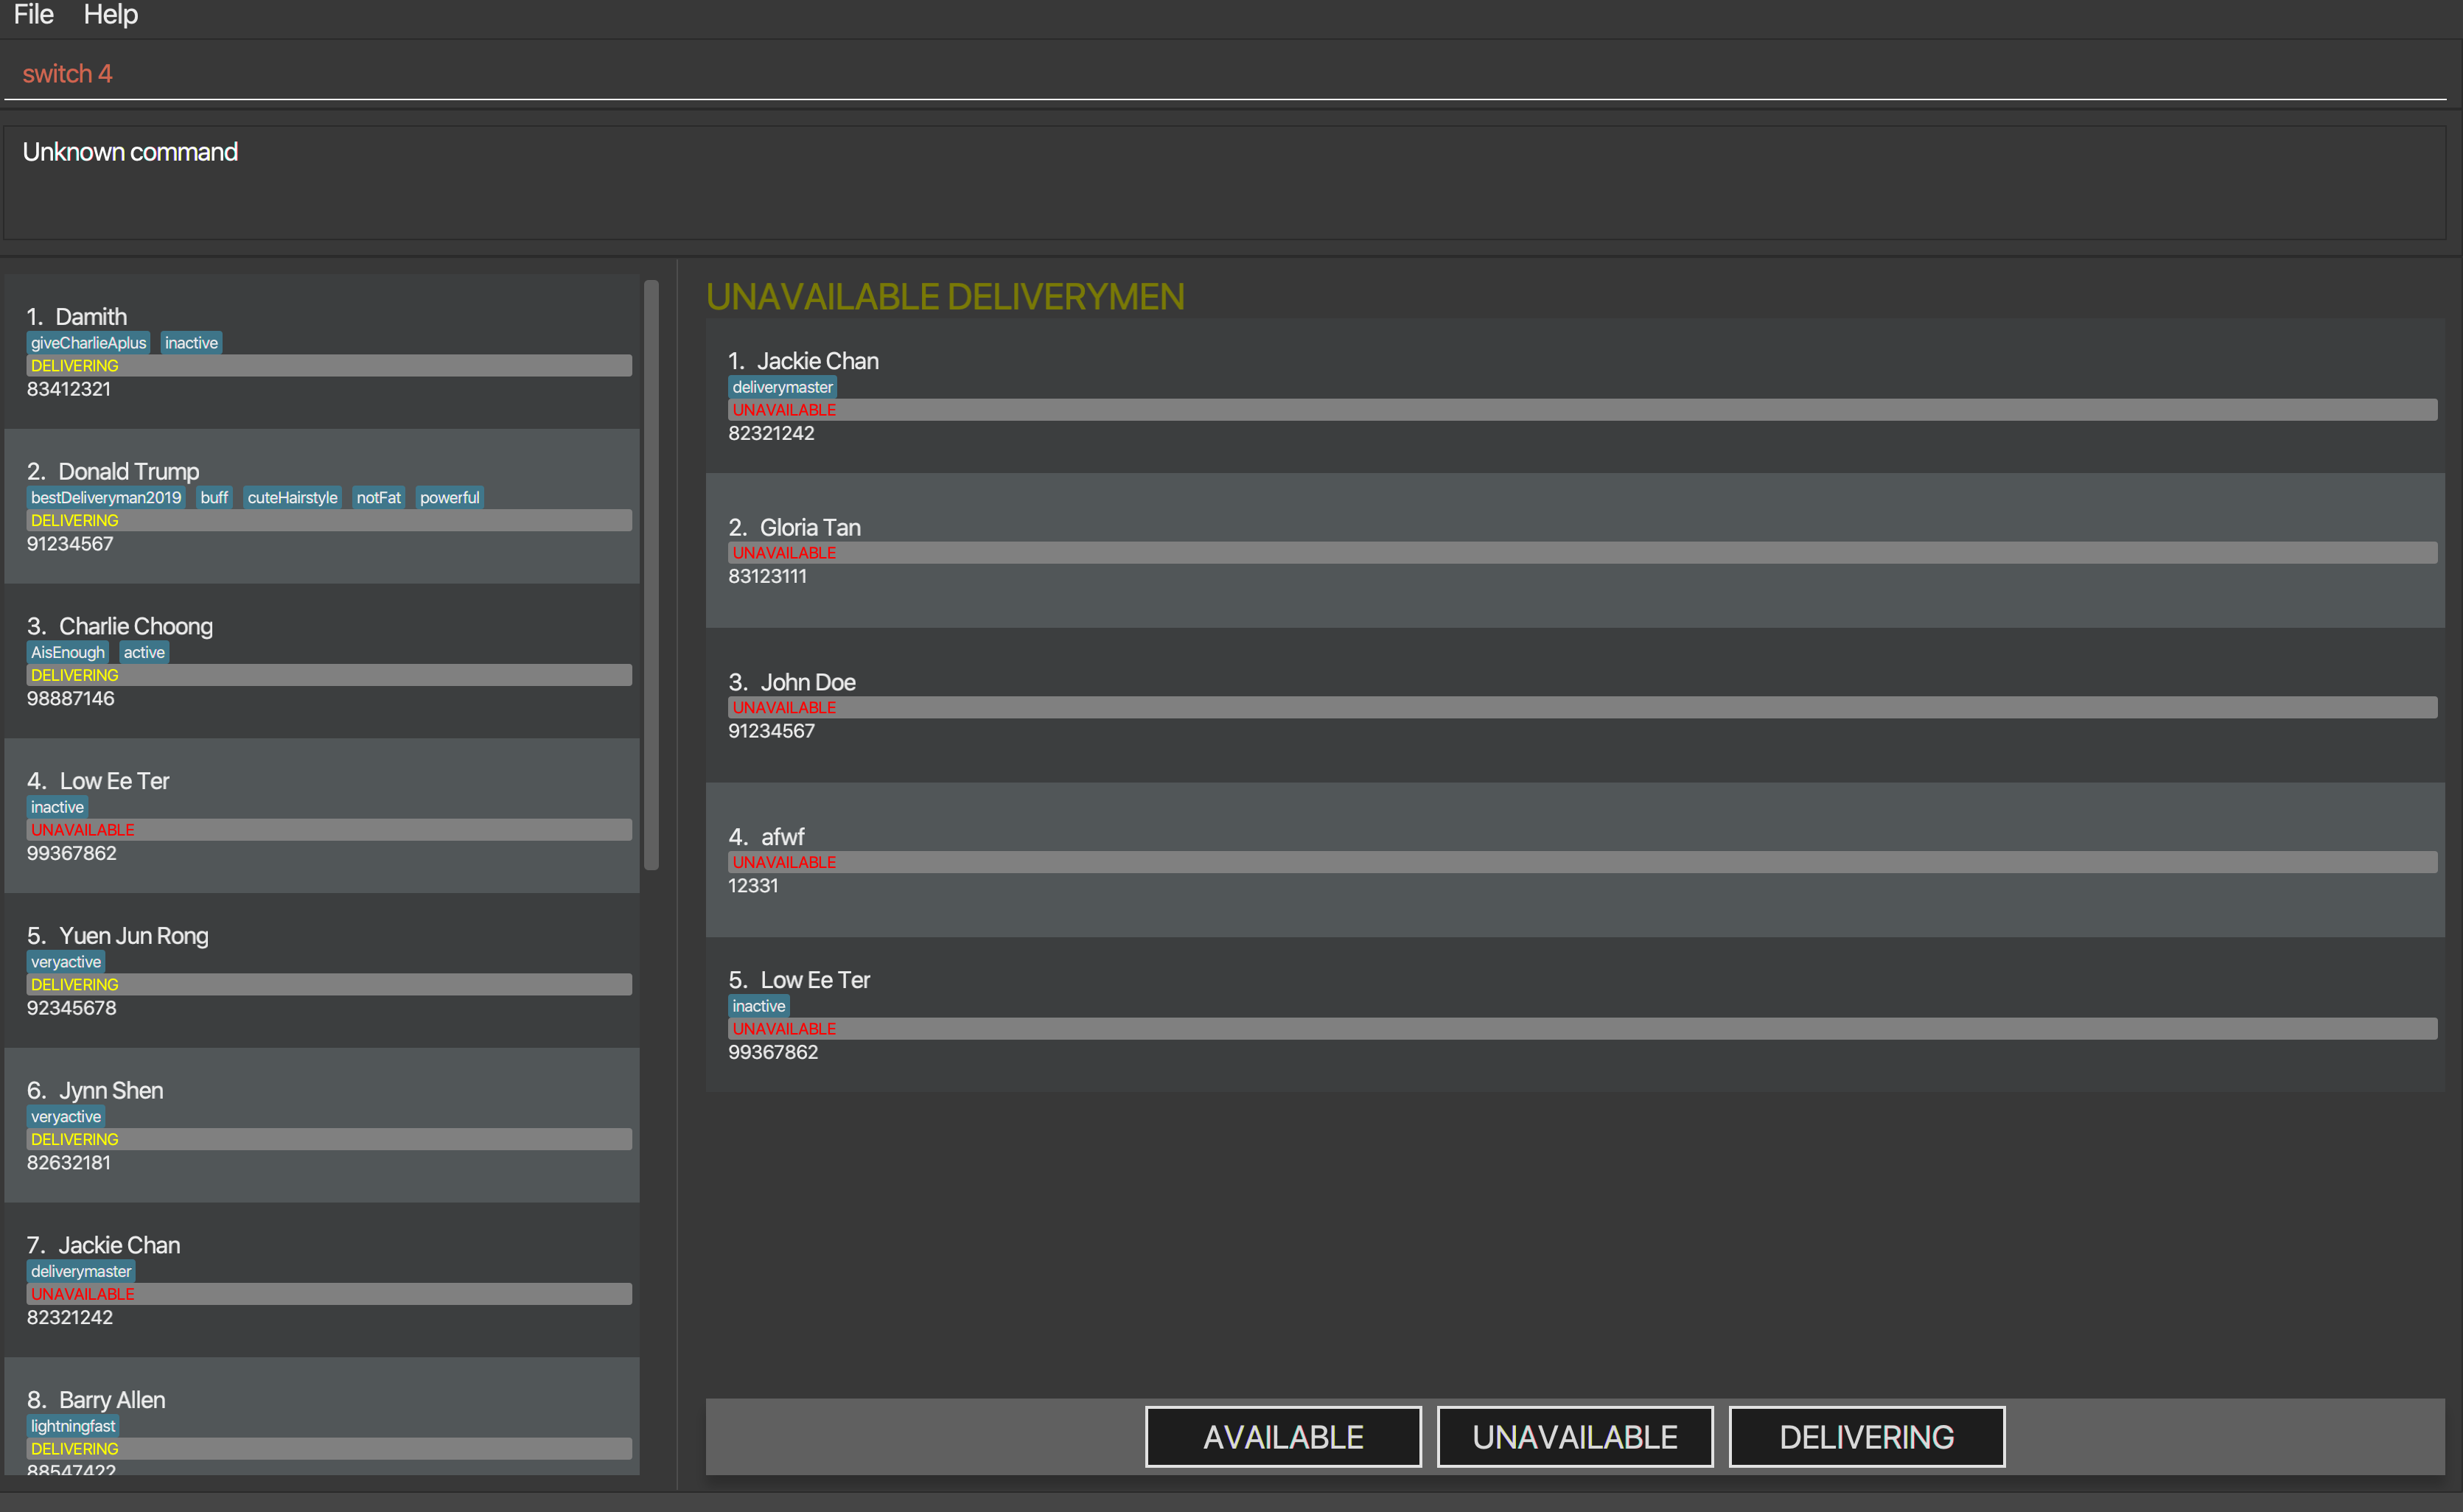 File Help
switch 4
Unknown command
1. Damith
giveCharlieAplus inactive
DELIVERING
83412321
2. Donald Trump
bestDeliveryman2019 buff cuteHairstyle notFat powerful
DELIVERING
91234567
3. Charlie Choong
AisEnough active
DELIVERING
98887146
4. Low Ee Ter
inactive
UNAVAILABLE
99367862
5. Yuen Jun Rong
veryactive
DELIVERING
92345678
6. Jynn Shen
veryactive
DELIVERING
82632181
7. Jackie Chan
deliverymaster
UNAVAILABLE
82321242
8. Barry Allen
lightningfast
DELIVERING
88547422
UNAVAILABLE DELIVERYMEN
1. Jackie Chan
deliverymaster
UNAVAILABLE
82321242
2. Gloria Tan
UNAVAILABLE
83123111
3. John Doe
UNAVAILABLE
91234567
4. afwf
UNAVAILABLE
12331
5. Low Ee Ter
inactive
UNAVAILABLE
99367862
AVAILABLE UNAVAILABLE DELIVERING